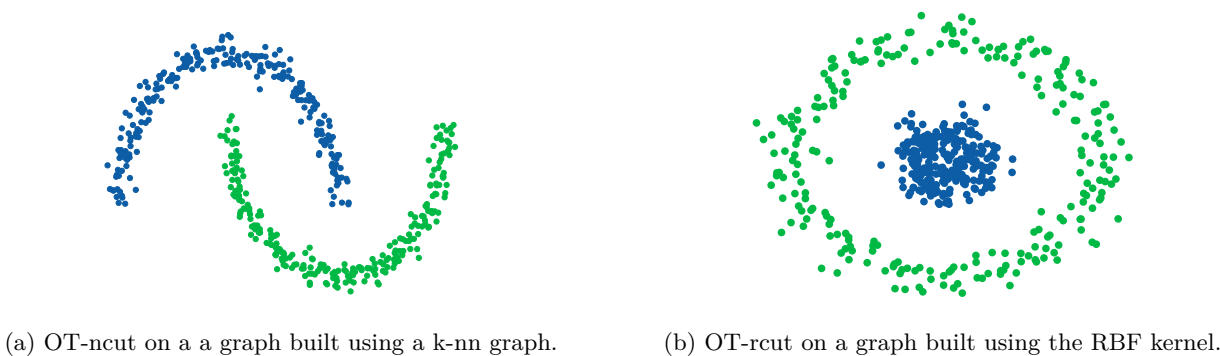 (a) OT-ncut on a a graph built using a k-nn graph.
(b) OT-rcut on a graph built using the RBF kernel.